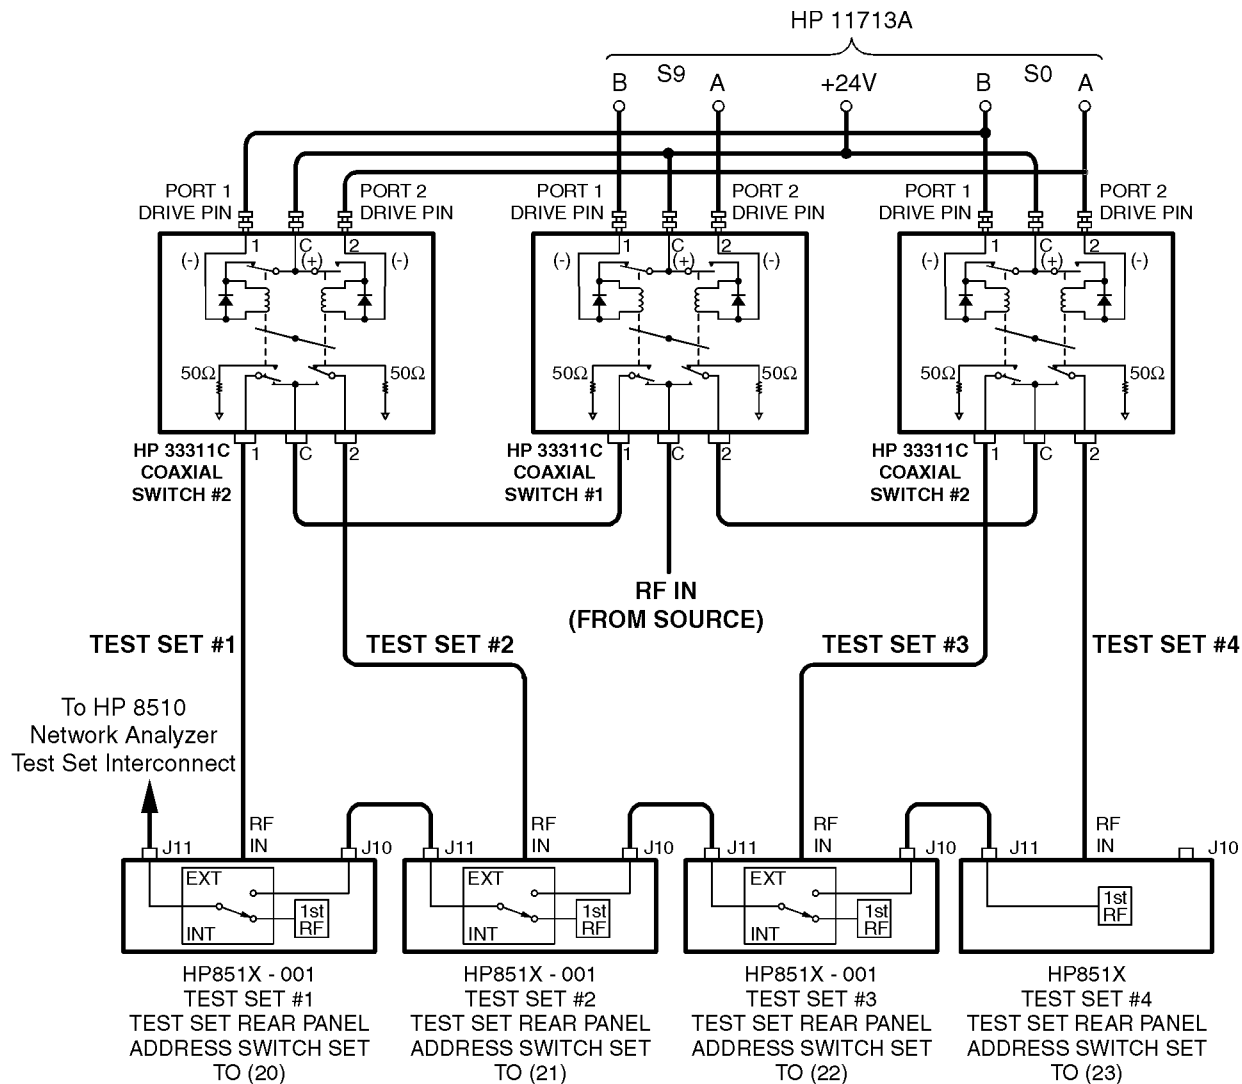 HP 11713A
B S9 A +24V B S0 A
PORT 1
DRIVE PIN
PORT 2
DRIVE PIN
PORT 1
DRIVE PIN
PORT 2
DRIVE PIN
PORT 1
DRIVE PIN
PORT 2
DRIVE PIN
1 C 2
(-) (+) (-)
50Ω 50Ω
1 C 2
(-) (+) (-)
50Ω 50Ω
1 C 2
(-) (+) (-)
50Ω 50Ω
HP 33311C
COAXIAL
SWITCH #2
1 C 2
HP 33311C
COAXIAL
SWITCH #1
1 C 2
HP 33311C
COAXIAL
SWITCH #2
1 C 2
RF IN
(FROM SOURCE)
TEST SET #1
TEST SET #2
TEST SET #3
TEST SET #4
To HP 8510
Network Analyzer
Test Set Interconnect
J11
RF
IN
J10
J11
RF
IN
J10
J11
RF
IN
J10
J11
RF
IN
J10
EXT
INT
1st
RF
EXT
INT
1st
RF
EXT
INT
1st
RF
1st
RF
HP851X - 001
TEST SET #1
TEST SET REAR PANEL
ADDRESS SWITCH SET
TO (20)
HP851X - 001
TEST SET #2
TEST SET REAR PANEL
ADDRESS SWITCH SET
TO (21)
HP851X - 001
TEST SET #3
TEST SET REAR PANEL
ADDRESS SWITCH SET
TO (22)
HP851X
TEST SET #4
TEST SET REAR PANEL
ADDRESS SWITCH SET
TO (23)